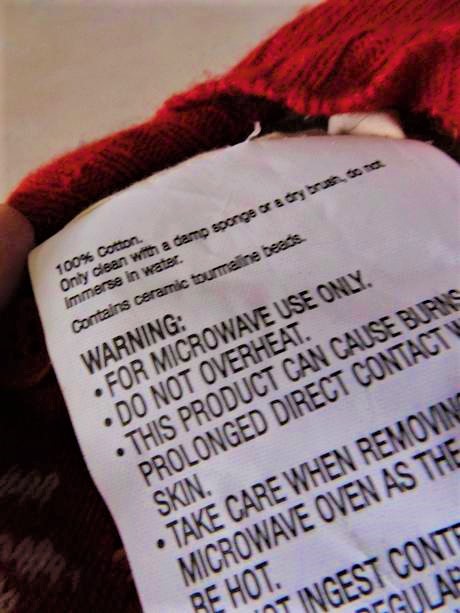 100% Cotton.
Only clean with a damp sponge or a dry brush, do not
immerse in water.
Contains ceramic tourmaline beads.
WARNING:
• FOR MICROWAVE USE ONLY.
• DO NOT OVERHEAT.
• THIS PRODUCT CAN CAUSE BURNS
PROLONGED DIRECT CONTACT
SKIN.
• TAKE CARE WHEN REMOVING
MICROWAVE OVEN AS THE
BE HOT.
INGEST